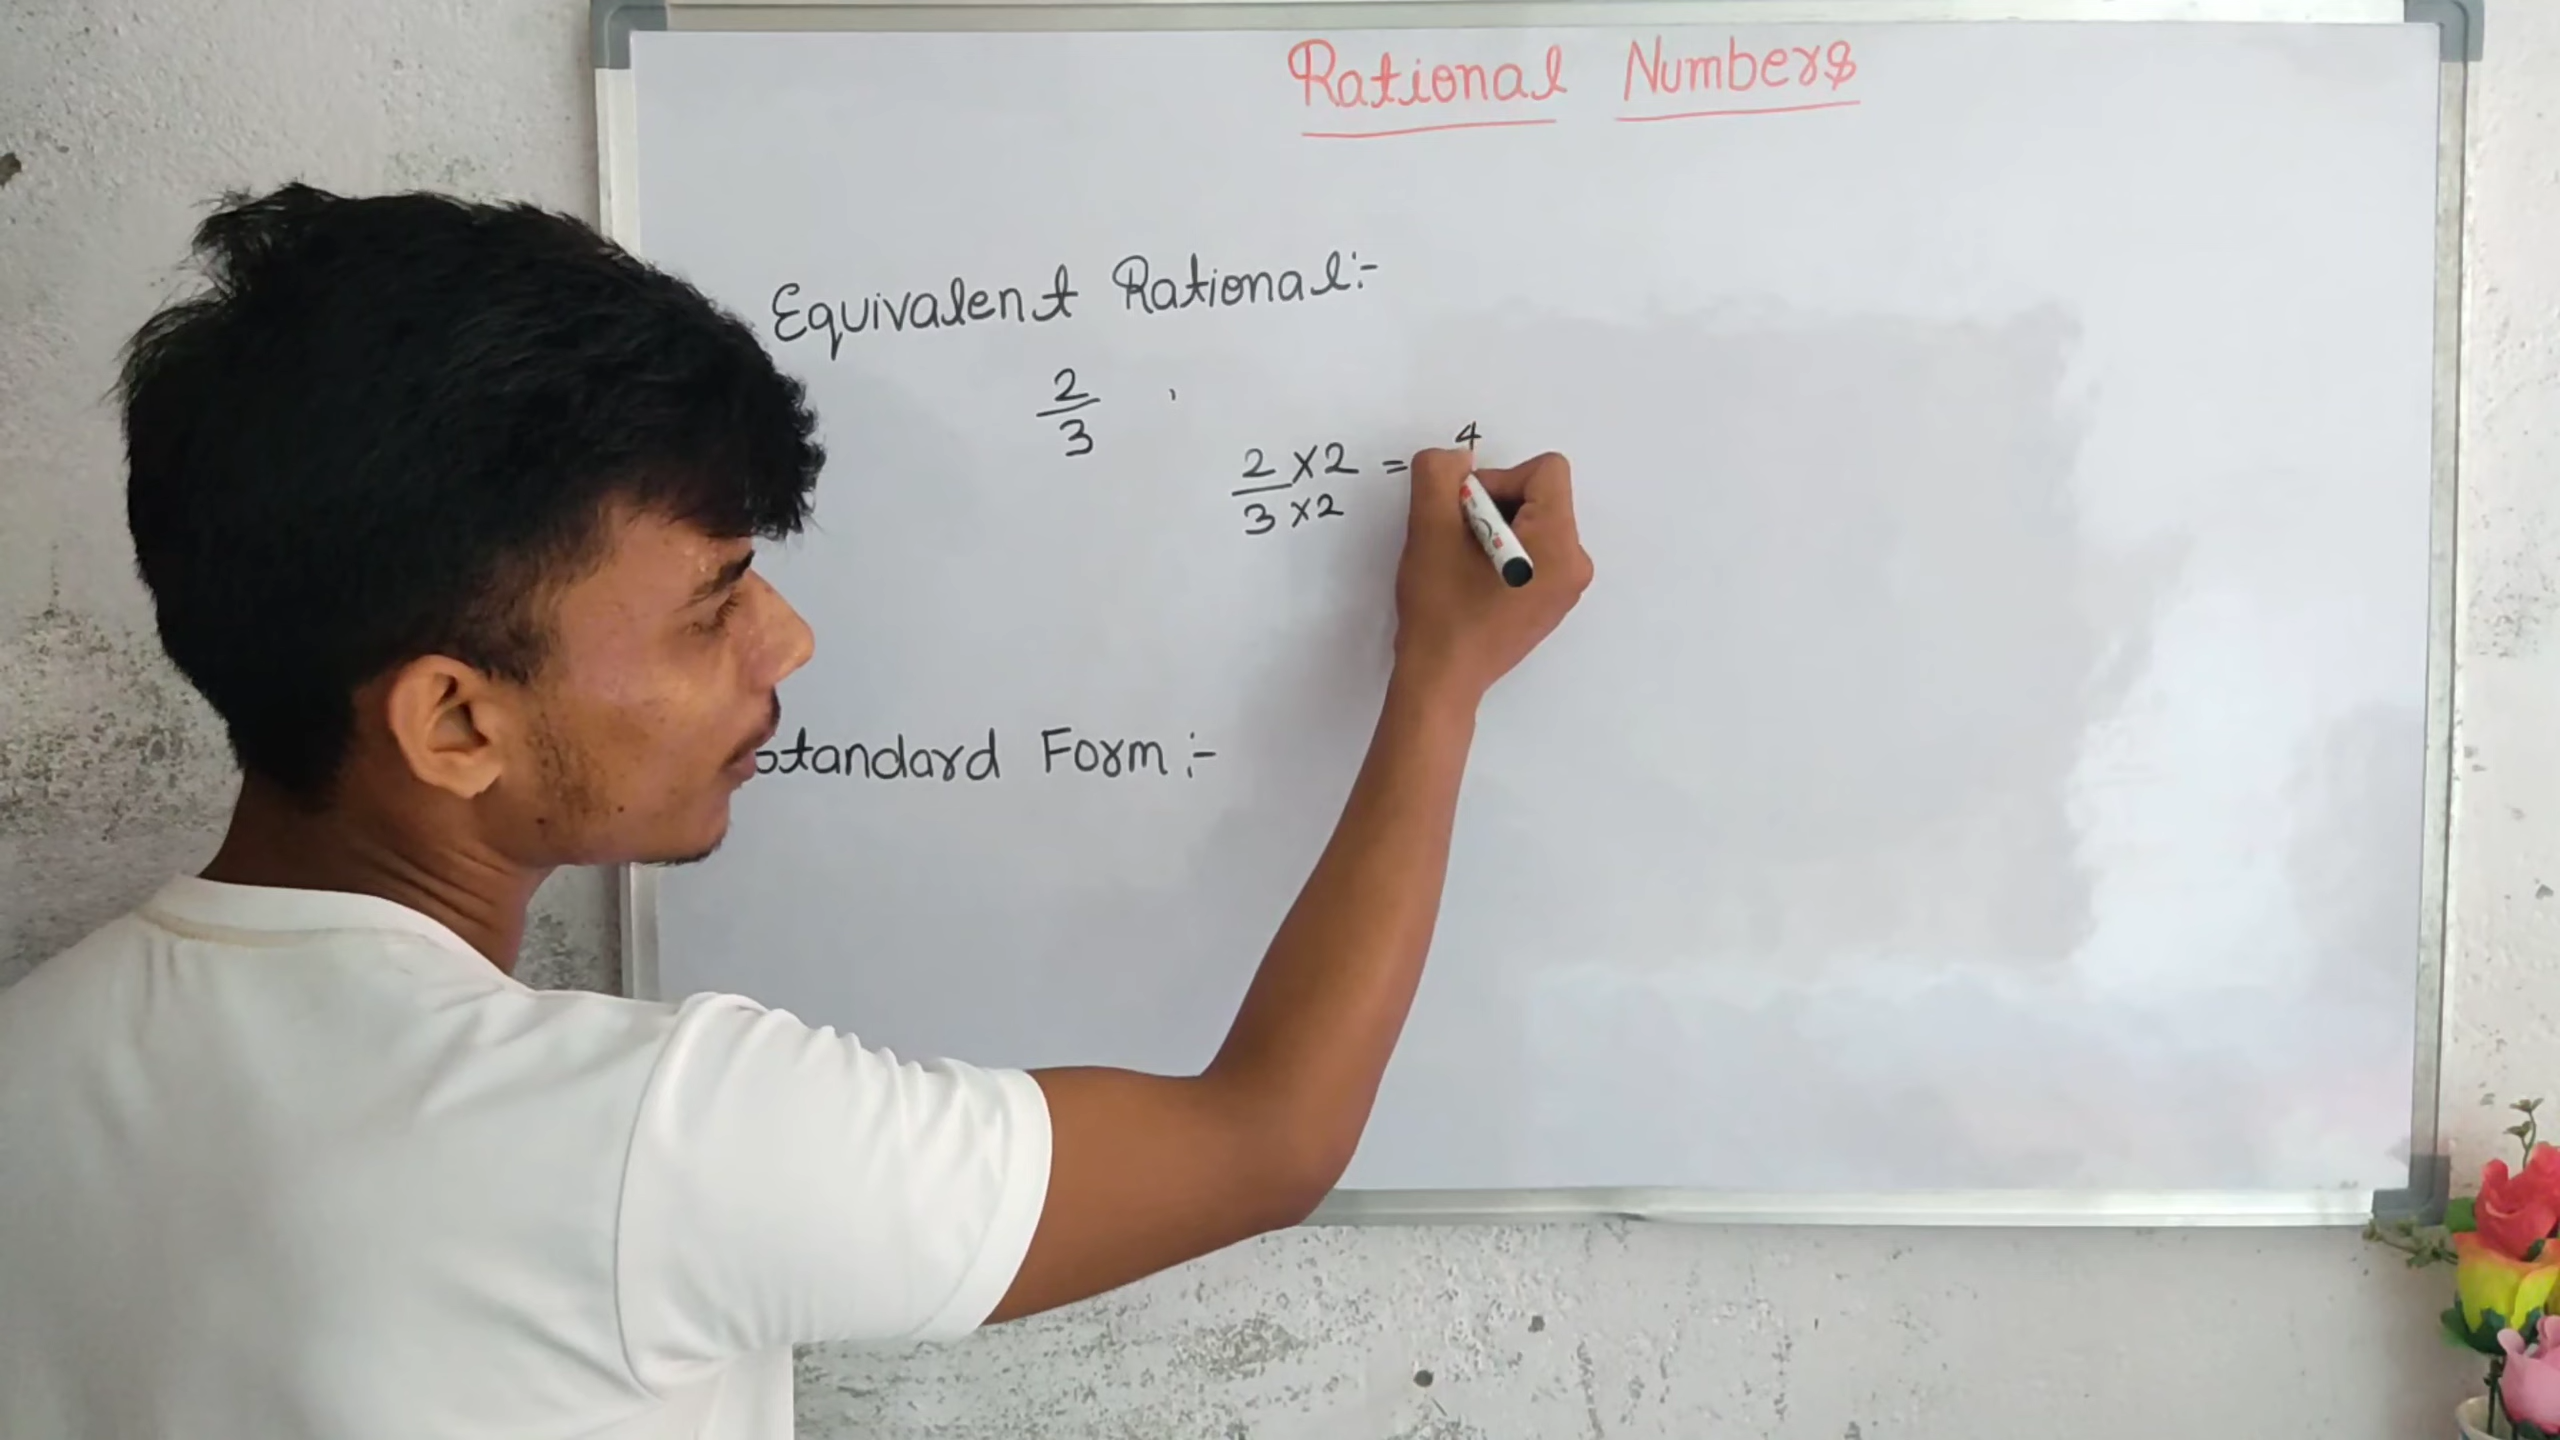 Rational Numbers
Equivalent Rational:-
2/3 ,
2×2/3×2 = 4
Standard Form :-